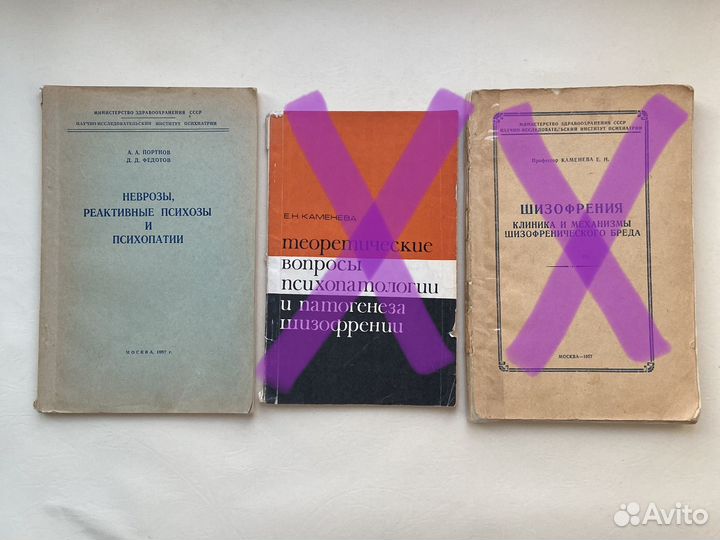 МИНИСТЕРСТВО ЗДРАВООХРАНЕНИЯ СССР
НАУЧНО-ИССЛЕДОВАТЕЛЬСКИЙ ИНСТИТУТ ПСИХИАТРИИ
А. А. ПОРТНОВ
Д. Д. ФЕДОТОВ
НЕВРОЗЫ,
РЕАКТИВНЫЕ ПСИХОЗЫ
И
ПСИХОПАТИИ
МОСКВА, 1957 г.
Е.Н.КАМЕНЕВА
теоретические
вопросы
психопатологии
и патогенеза
шизофрении
МИНИСТЕРСТВО ЗДРАВООХРАНЕНИЯ СССР
НАУЧНО-ИССЛЕДОВАТЕЛЬСКИЙ ИНСТИТУТ ПСИХИАТРИИ
Профессор КАМЕНЕВА Е. Н.
ШИЗОФРЕНИЯ
КЛИНИКА И МЕХАНИЗМЫ
ШИЗОФРЕНИЧЕСКОГО БРЕДА
МОСКВА—1957
Avito